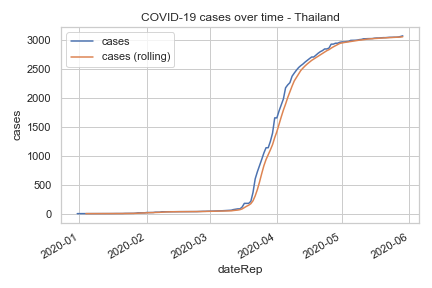 COVID-19 cases over time - Thailand
cases
cases (rolling)
3000
2500
2000
1500
1000
500
0
cases
2020-01
2020-02
2020-03
2020-04
2020-05
2020-06
dateRep